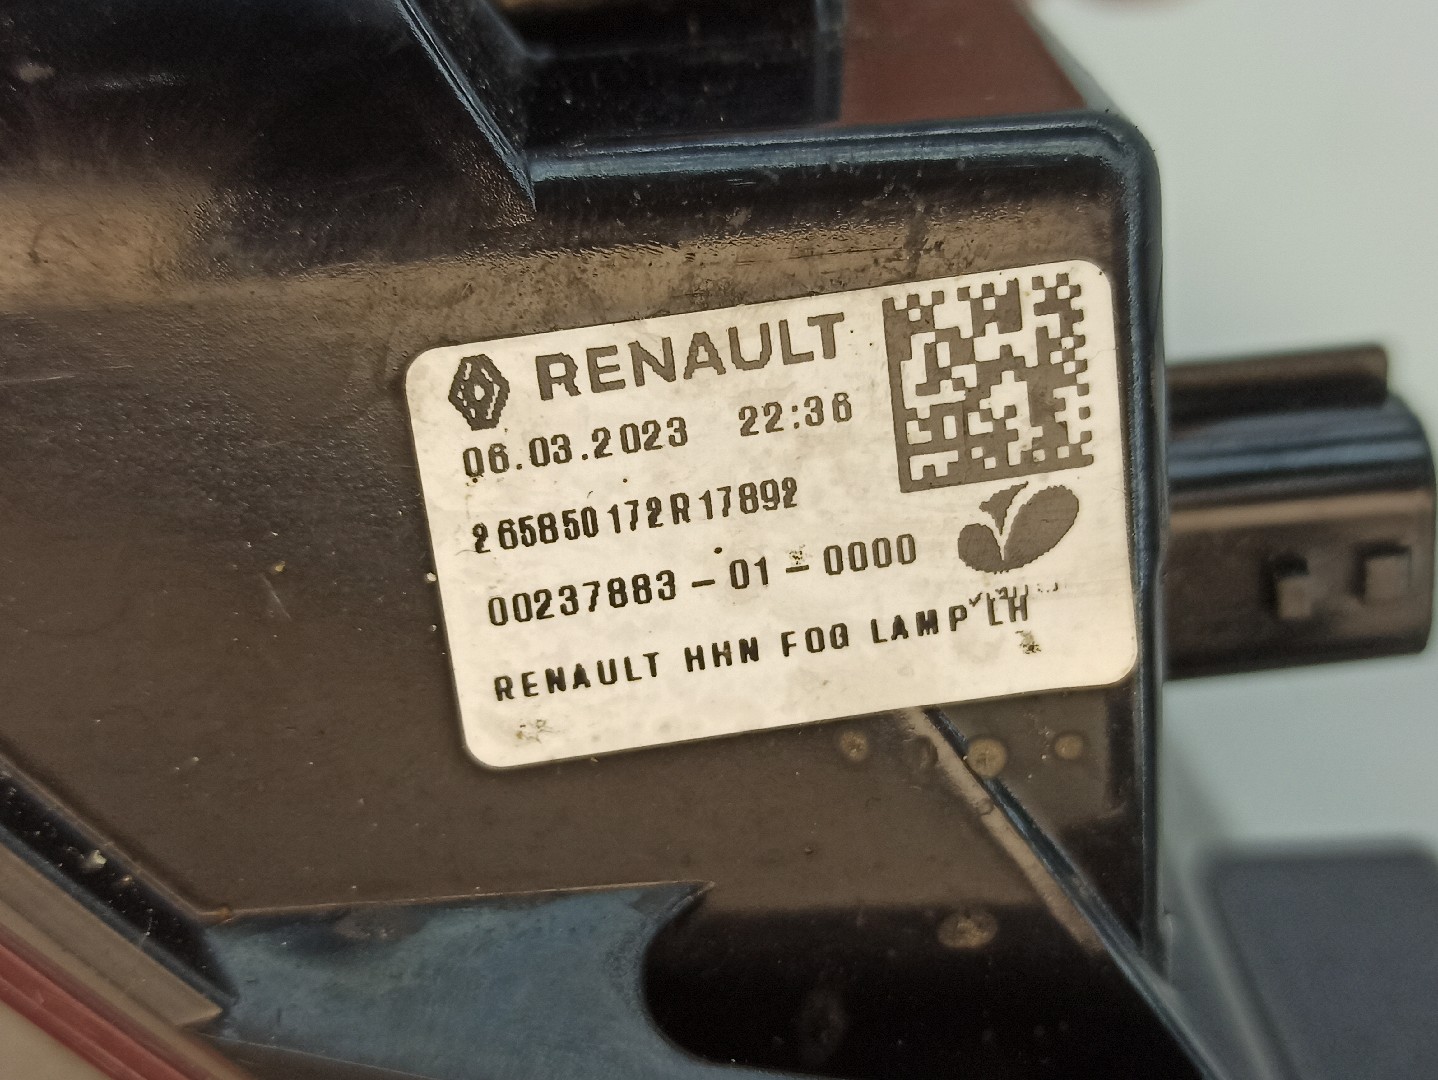 RENAULT
06.03.2023 22:36
265850172R17892
00237883-01-0000
RENAULT HHN FOG LAMP LH